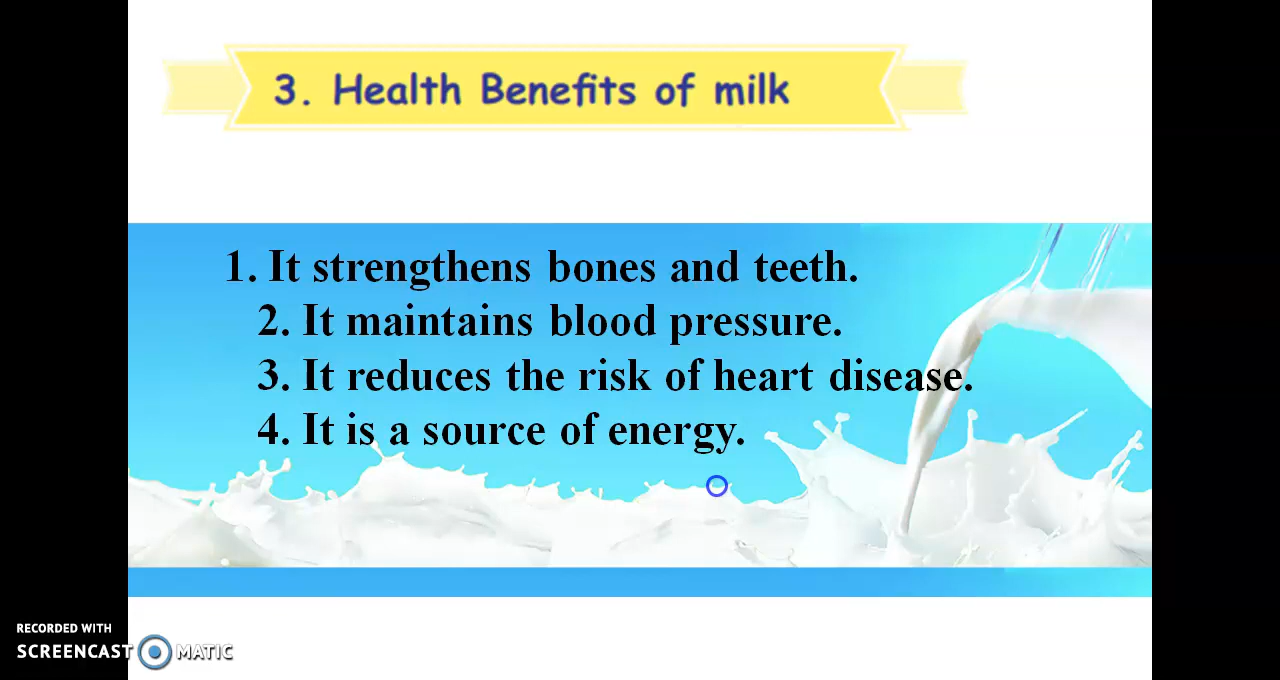 3. Health Benefits of milk
1. It strengthens bones and teeth.
2. It maintains blood pressure.
3. It reduces the risk of heart disease.
4. It is a source of energy.
RECORDED WITH
SCREENCAST MATIC